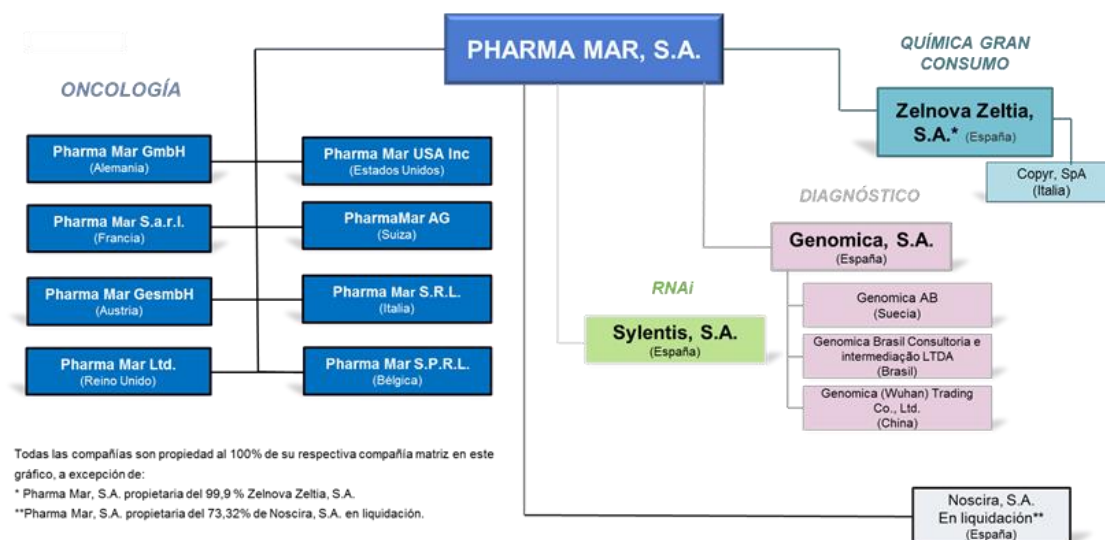 PHARMA MAR, S.A.
ONCOLOGÍA
Pharma Mar GmbH
(Alemania)
Pharma Mar USA Inc
(Estados Unidos)
Pharma Mar S.a.r.l.
(Francia)
PharmaMar AG
(Suiza)
Pharma Mar GesmbH
(Austria)
Pharma Mar S.R.L.
(Italia)
Pharma Mar Ltd.
(Reino Unido)
Pharma Mar S.P.R.L.
(Bélgica)
QUÍMICA GRAN
CONSUMO
Zelnova Zeltia,
S.A.* (España)
Copyr, SpA
(Italia)
DIAGNÓSTICO
Genomica, S.A.
(España)
Genomica AB
(Suecia)
Genomica Brasil Consultoria e
intermediação LTDA
(Brasil)
Genomica (Wuhan) Trading
Co., Ltd.
(China)
RNAi
Sylentis, S.A.
(España)
Todas las compañías son propiedad al 100% de su respectiva compañía matriz en este
gráfico, a excepción de:
* Pharma Mar, S.A. propietaria del 99,9 % Zelnova Zeltia, S.A.
**Pharma Mar, S.A. propietaria del 73,32% de Noscira, S.A. en liquidación.
Noscira, S.A.
En liquidación**
(España)